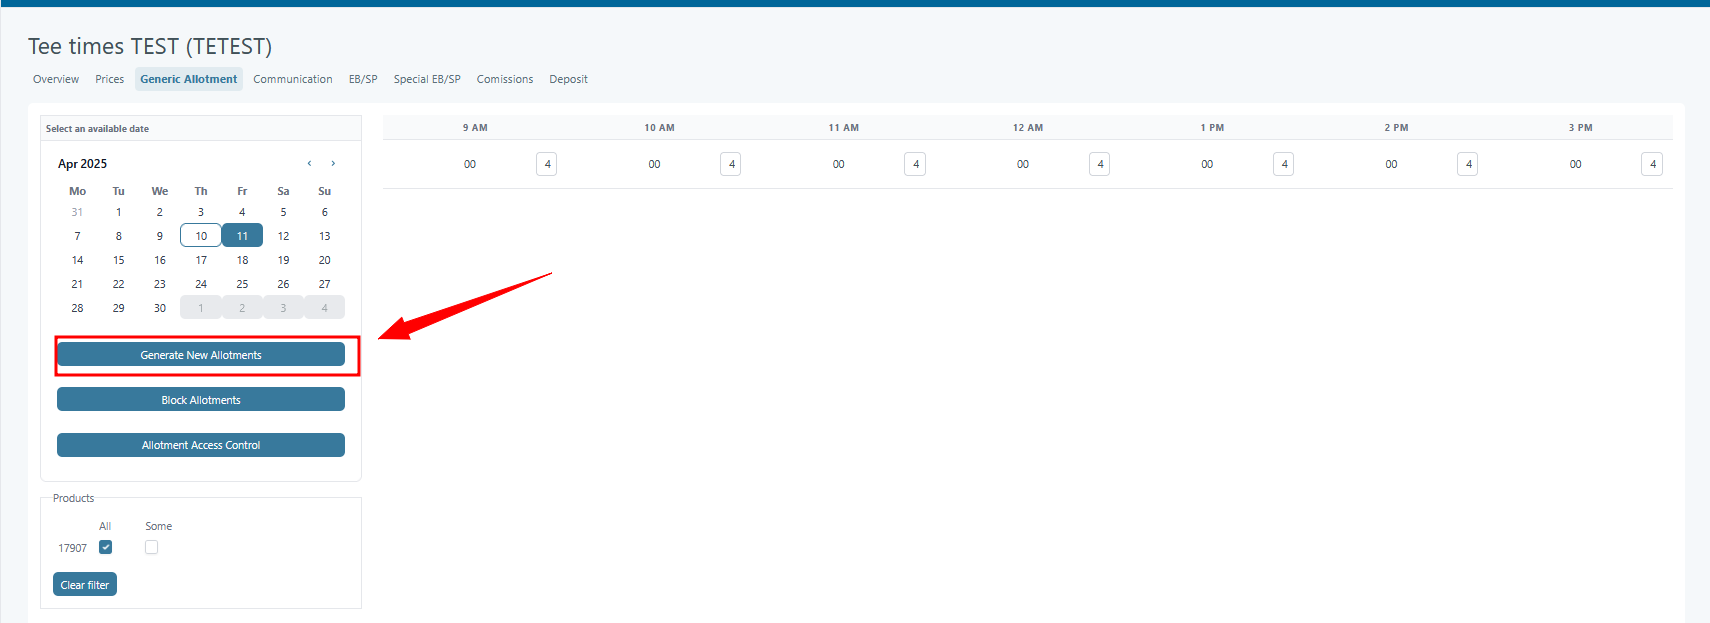 Tee times TEST (TETEST)
Overview Prices Generic Allotment Communication EB/SP Special EB/SP Comissions Deposit
Select an available date
Apr 2025 ‹ ›
Mo Tu We Th Fr Sa Su
31 1 2 3 4 5 6
7 8 9 10 11 12 13
14 15 16 17 18 19 20
21 22 23 24 25 26 27
28 29 30 1 2 3 4
Generate New Allotments
Block Allotments
Allotment Access Control
Products
All Some
17907
Clear filter
9 AM 10 AM 11 AM 12 AM 1 PM 2 PM 3 PM
00 4 00 4 00 4 00 4 00 4 00 4 00 4